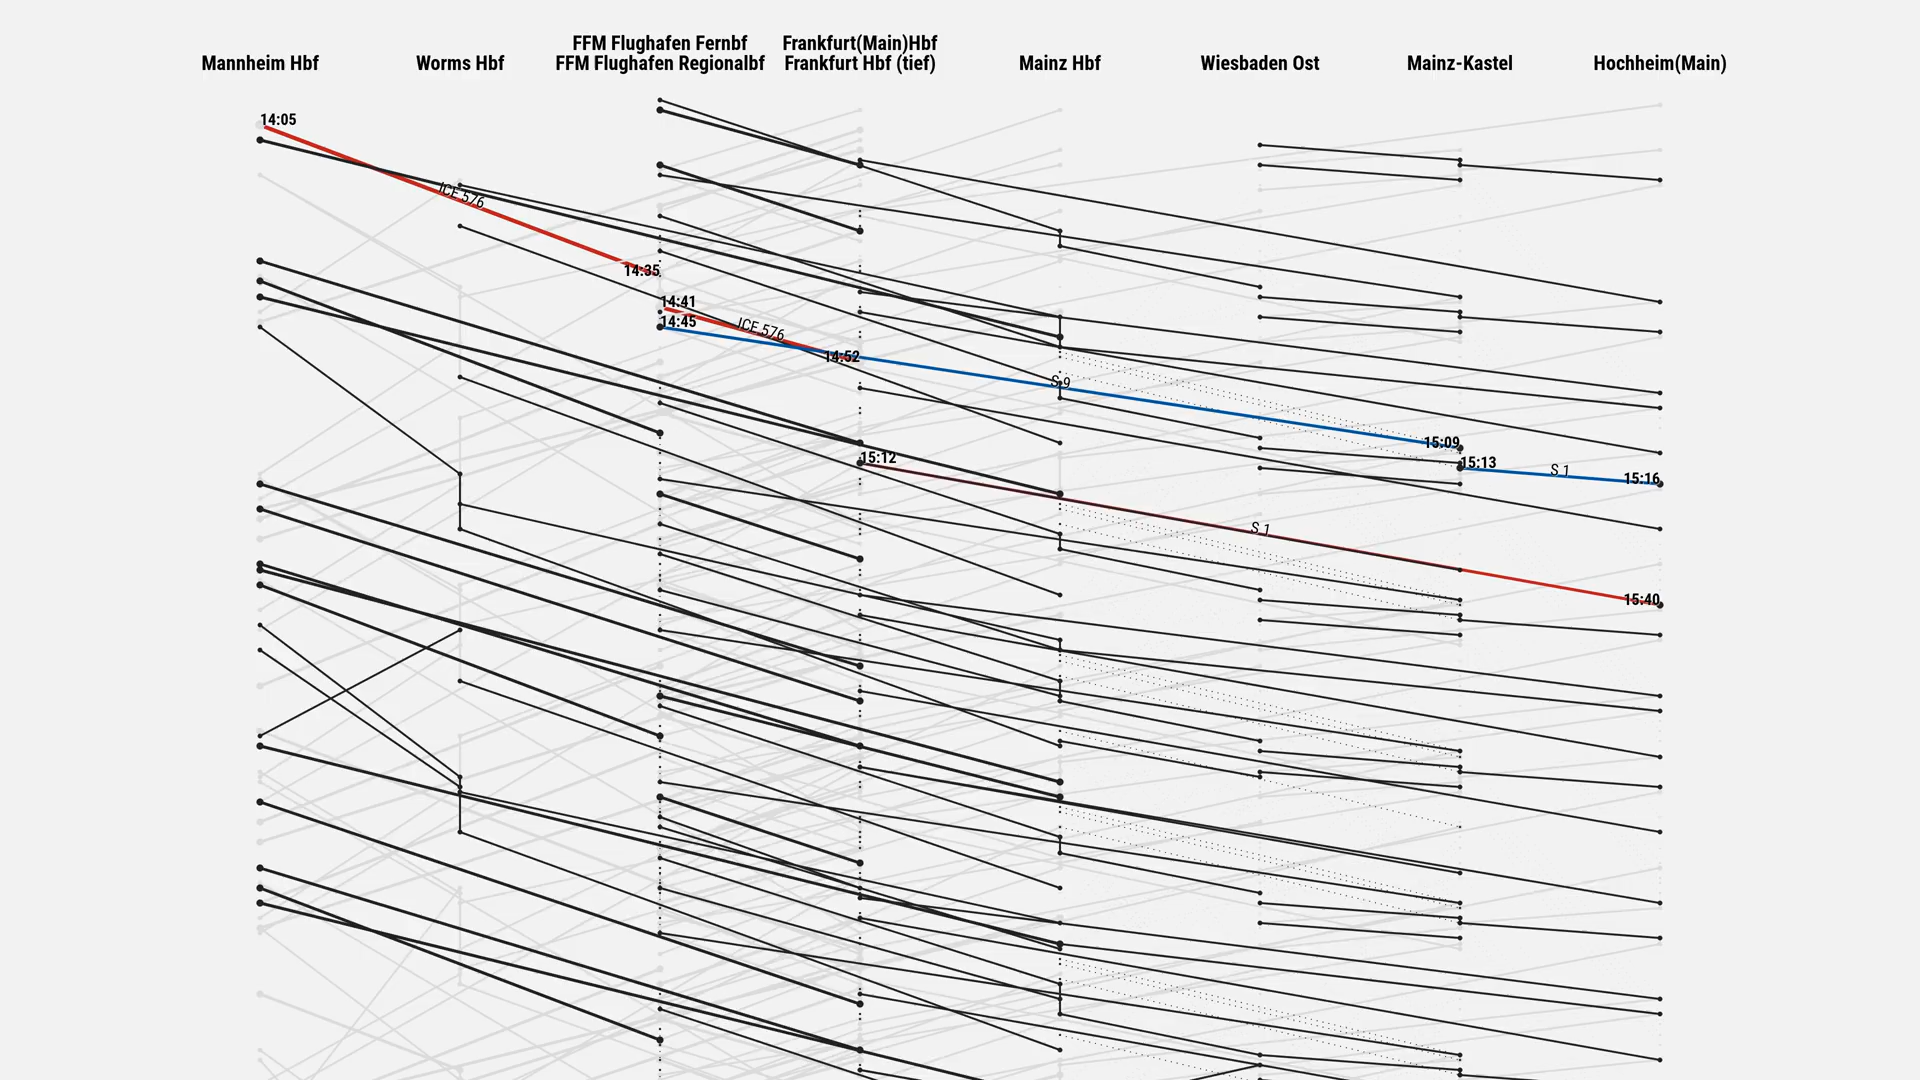 FFM Flughafen Fernbf
Frankfurt(Main)Hbf
Mannheim Hbf
Worms Hbf
FFM Flughafen Regionalbf
Frankfurt Hbf (tief)
Mainz Hbf
Wiesbaden Ost
Mainz-Kastel
Hochheim(Main)
14:05
ICE 576
14:35
14:41
14:45
ICE 576
14:52
S 9
15:09
15:12
15:13
S 1
15:16
S 1
15:40